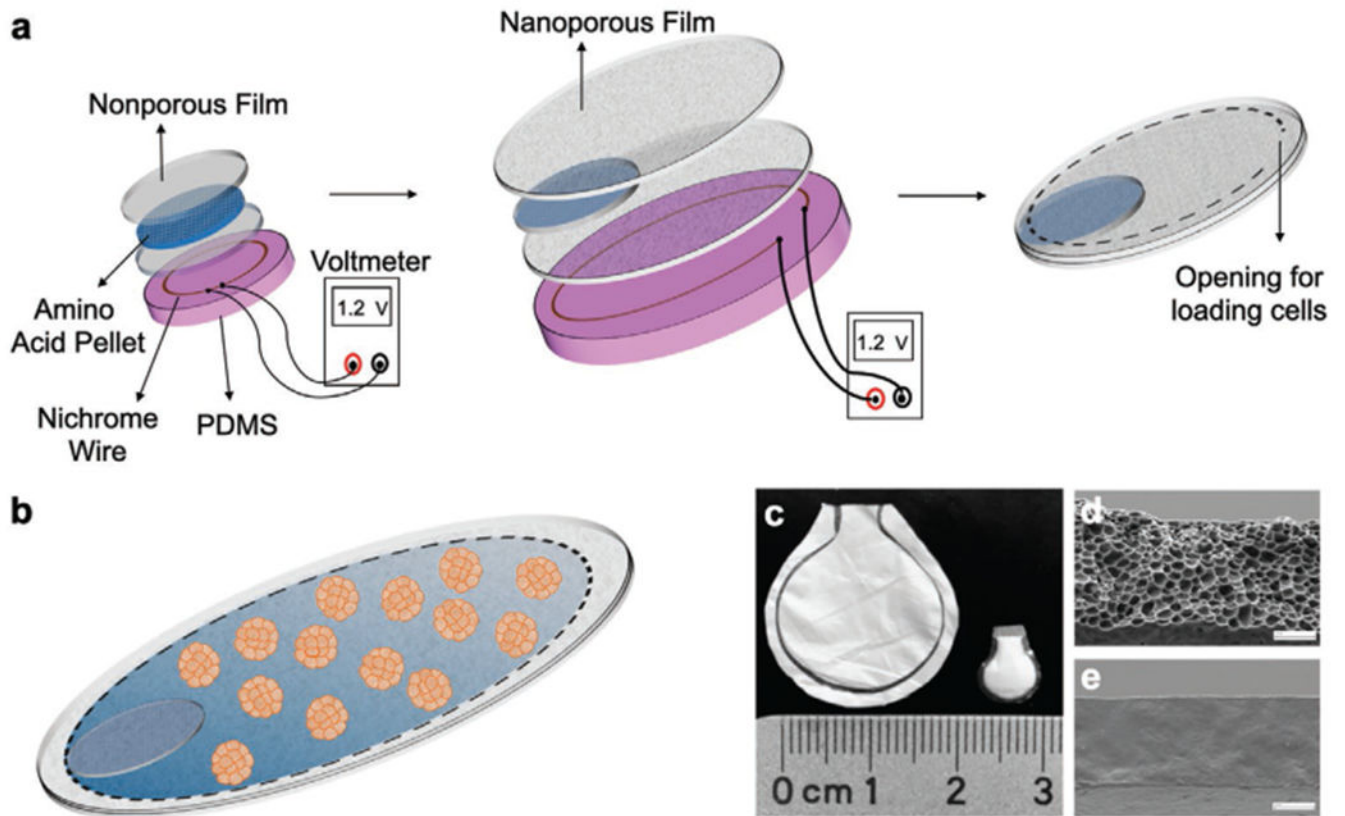 a
Nanoporous Film
Nonporous Film
Voltmeter
1.2 V
Amino
Acid Pellet
Nichrome
Wire
PDMS
1.2 V
Opening for
loading cells
b
c
d
e
0 cm 1 2 3